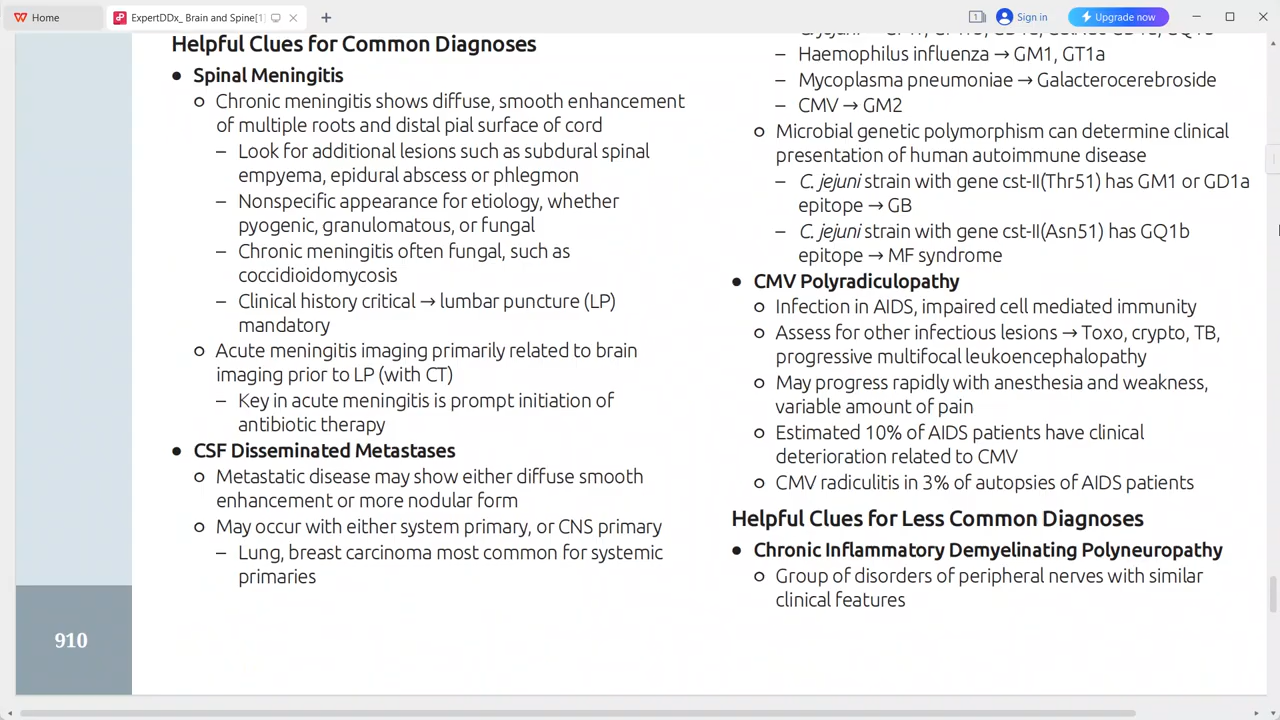 Home
ExpertDDx_ Brain and Spine[1]
Sign in
Upgrade now
Helpful Clues for Common Diagnoses
● Spinal Meningitis
○ Chronic meningitis shows diffuse, smooth enhancement
of multiple roots and distal pial surface of cord
– Look for additional lesions such as subdural spinal
empyema, epidural abscess or phlegmon
– Nonspecific appearance for etiology, whether
pyogenic, granulomatous, or fungal
– Chronic meningitis often fungal, such as
coccidioidomycosis
– Clinical history critical → lumbar puncture (LP)
mandatory
○ Acute meningitis imaging primarily related to brain
imaging prior to LP (with CT)
– Key in acute meningitis is prompt initiation of
antibiotic therapy
● CSF Disseminated Metastases
○ Metastatic disease may show either diffuse smooth
enhancement or more nodular form
○ May occur with either system primary, or CNS primary
– Lung, breast carcinoma most common for systemic
primaries
910
– Haemophilus influenza → GM1, GT1a
– Mycoplasma pneumoniae → Galacterocerebroside
– CMV → GM2
○ Microbial genetic polymorphism can determine clinical
presentation of human autoimmune disease
– C. jejuni strain with gene cst-II(Thr51) has GM1 or GD1a
epitope → GB
– C. jejuni strain with gene cst-II(Asn51) has GQ1b
epitope → MF syndrome
● CMV Polyradiculopathy
○ Infection in AIDS, impaired cell mediated immunity
○ Assess for other infectious lesions → Toxo, crypto, TB,
progressive multifocal leukoencephalopathy
○ May progress rapidly with anesthesia and weakness,
variable amount of pain
○ Estimated 10% of AIDS patients have clinical
deterioration related to CMV
○ CMV radiculitis in 3% of autopsies of AIDS patients
Helpful Clues for Less Common Diagnoses
● Chronic Inflammatory Demyelinating Polyneuropathy
○ Group of disorders of peripheral nerves with similar
clinical features